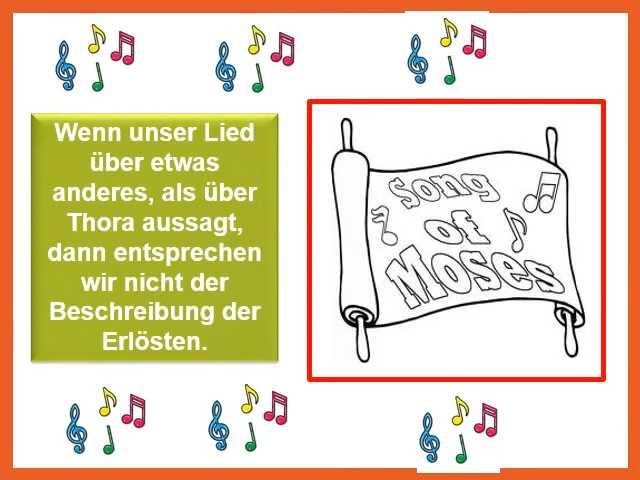 Wenn unser Lied
über etwas
anderes, als über
Thora aussagt,
dann entsprechen
wir nicht der
Beschreibung der
Erlösten.
Song
of
Moses